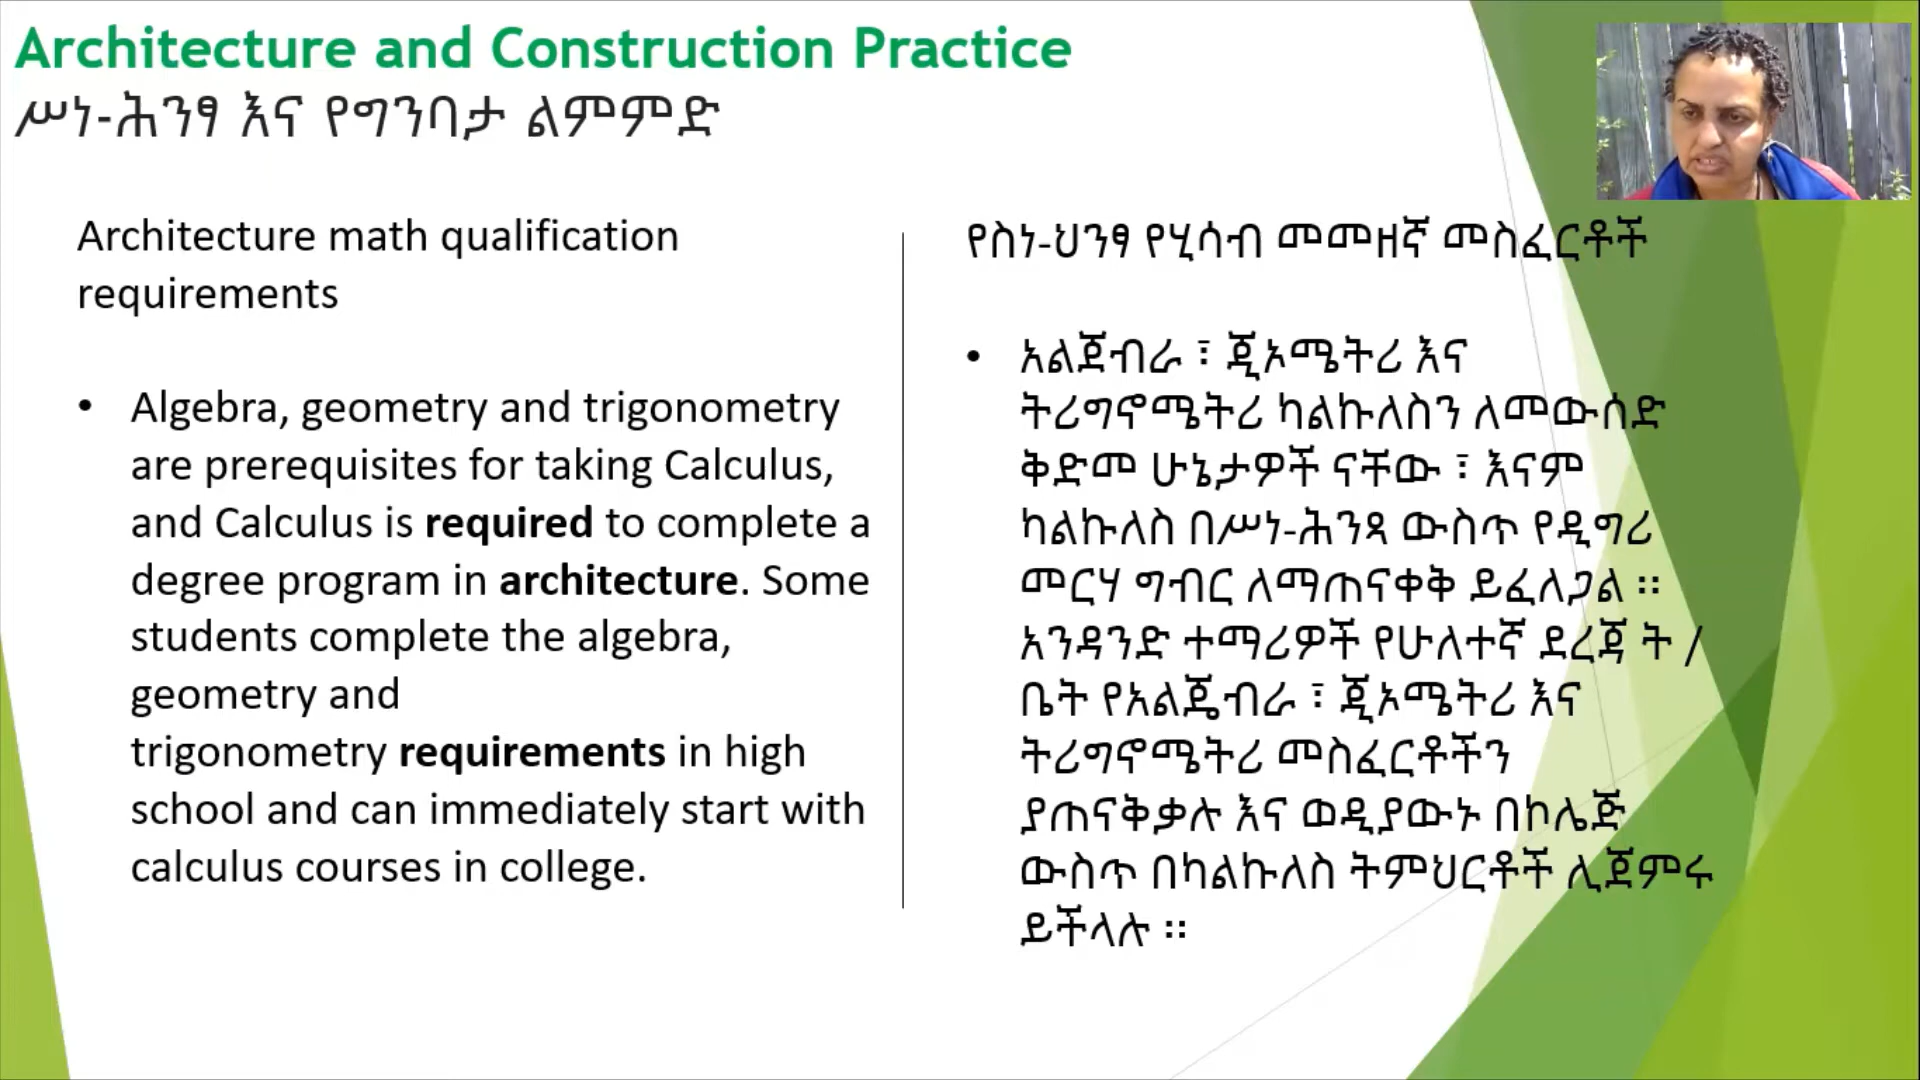 Architecture and Construction Practice
ሥነ-ሕንፃ እና የግንባታ ልምምድ
Architecture math qualification
requirements
• Algebra, geometry and trigonometry
are prerequisites for taking Calculus,
and Calculus is required to complete a
degree program in architecture. Some
students complete the algebra,
geometry and
trigonometry requirements in high
school and can immediately start with
calculus courses in college.
የስነ-ህንፃ የሂሳብ መመዘኛ መስፈርቶች
• አልጀብራ ፣ ጂኦሜትሪ እና
ትሪግኖሜትሪ ካልኩለስን ለመውሰድ
ቅድመ ሁኔታዎች ናቸው ፣ እናም
ካልኩለስ በሥነ-ሕንጻ ውስጥ የዲግሪ
መርሃ ግብር ለማጠናቀቅ ይፈለጋል ፡፡
አንዳንድ ተማሪዎች የሁለተኛ ደረጃ ት /
ቤት የአልጄብራ ፣ ጂኦሜትሪ እና
ትሪግኖሜትሪ መስፈርቶችን
ያጠናቅቃሉ እና ወዲያውኑ በኮሌጅ
ውስጥ በካልኩለስ ትምህርቶች ሊጀምሩ
ይችላሉ ፡፡